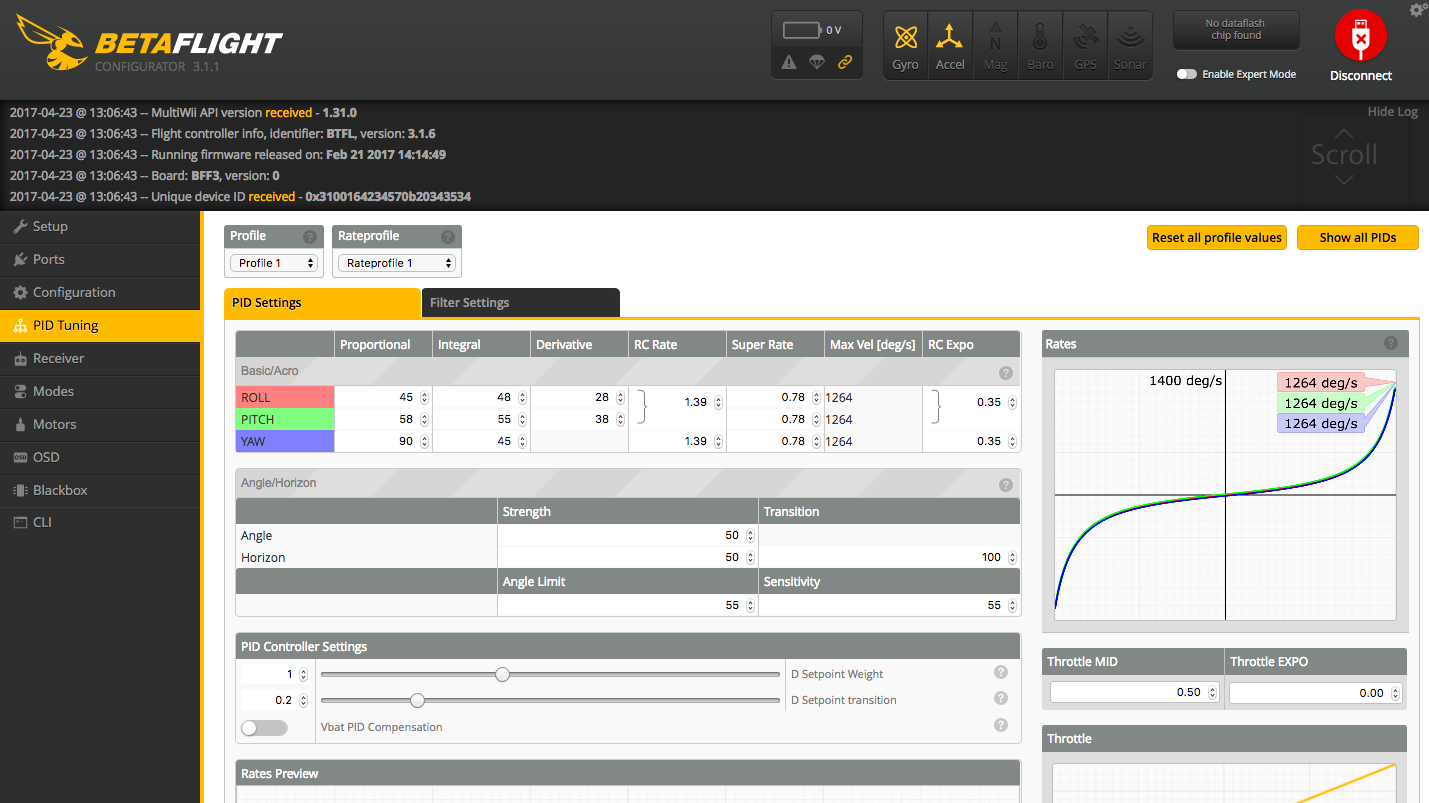 BETAFLIGHT
CONFIGURATOR 3.1.1
0 V
Gyro
Accel
Mag
Baro
GPS
Sonar
No dataflash
chip found
Enable Expert Mode
Disconnect
2017-04-23 @ 13:06:43 -- MultiWii API version received - 1.31.0
2017-04-23 @ 13:06:43 -- Flight controller info, identifier: BTFL, version: 3.1.6
2017-04-23 @ 13:06:43 -- Running firmware released on: Feb 21 2017 14:14:49
2017-04-23 @ 13:06:43 -- Board: BFF3, version: 0
2017-04-23 @ 13:06:43 -- Unique device ID received - 0x3100164234570b20343534
Hide Log
Scroll
Setup
Ports
Configuration
PID Tuning
Receiver
Modes
Motors
OSD
Blackbox
CLI
Profile
Profile 1
Rateprofile
Rateprofile 1
Reset all profile values
Show all PIDs
PID Settings
Filter Settings
Proportional Integral Derivative RC Rate Super Rate Max Vel [deg/s] RC Expo
Basic/Acro
ROLL 45 48 28 1.39 0.78 1264 0.35
PITCH 58 55 38 0.78 1264
YAW 90 45 1.39 0.78 1264 0.35
Angle/Horizon
Strength Transition
Angle 50
Horizon 50 100
Angle Limit Sensitivity
55 55
PID Controller Settings
1 D Setpoint Weight
0.2 D Setpoint transition
Vbat PID Compensation
Rates Preview
Rates
1400 deg/s
1264 deg/s
1264 deg/s
1264 deg/s
Throttle MID Throttle EXPO
0.50 0.00
Throttle